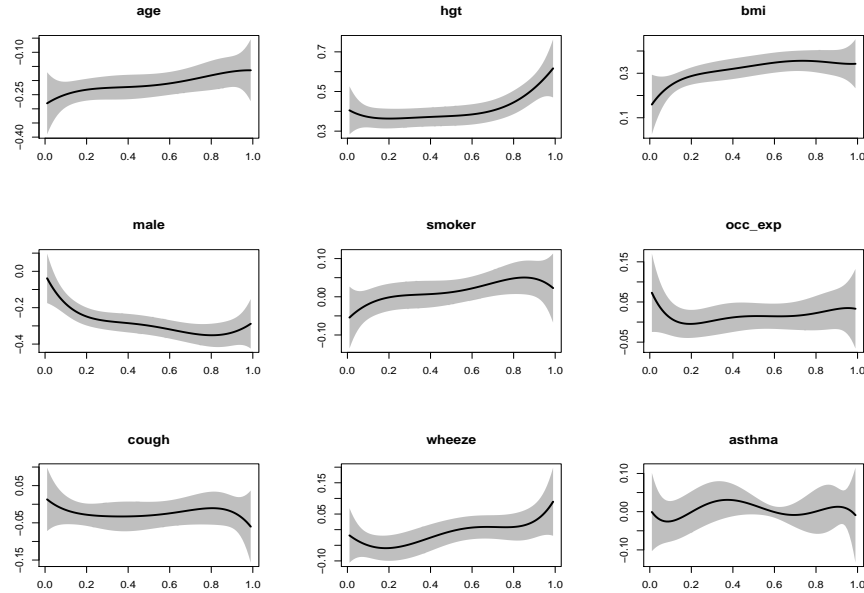 age
hgt
bmi
−0.40 −0.25 −0.10
0.3 0.5 0.7
0.1 0.3
0.0 0.2 0.4 0.6 0.8 1.0
0.0 0.2 0.4 0.6 0.8 1.0
0.0 0.2 0.4 0.6 0.8 1.0
male
smoker
occ_exp
−0.4 −0.2 0.0
−0.10 0.00 0.10
−0.05 0.05 0.15
0.0 0.2 0.4 0.6 0.8 1.0
0.0 0.2 0.4 0.6 0.8 1.0
0.0 0.2 0.4 0.6 0.8 1.0
cough
wheeze
asthma
−0.15 −0.05 0.05
−0.10 0.05 0.15
−0.10 0.00 0.10
0.0 0.2 0.4 0.6 0.8 1.0
0.0 0.2 0.4 0.6 0.8 1.0
0.0 0.2 0.4 0.6 0.8 1.0